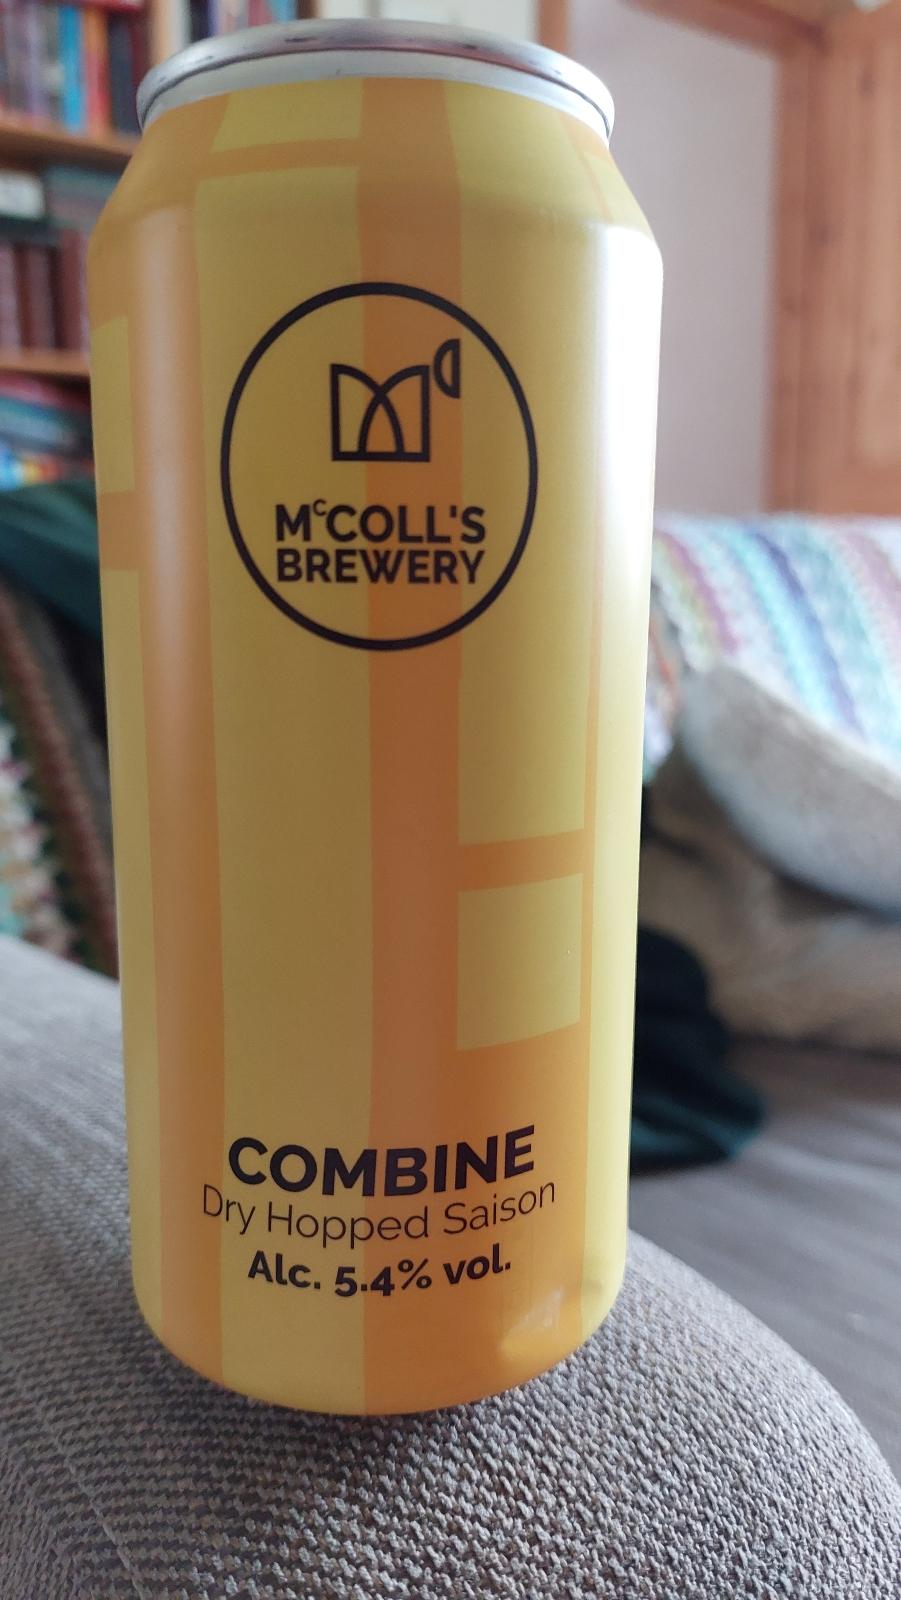 McCOLL'S
BREWERY
COMBINE
Dry Hopped Saison
Alc. 5.4% vol.